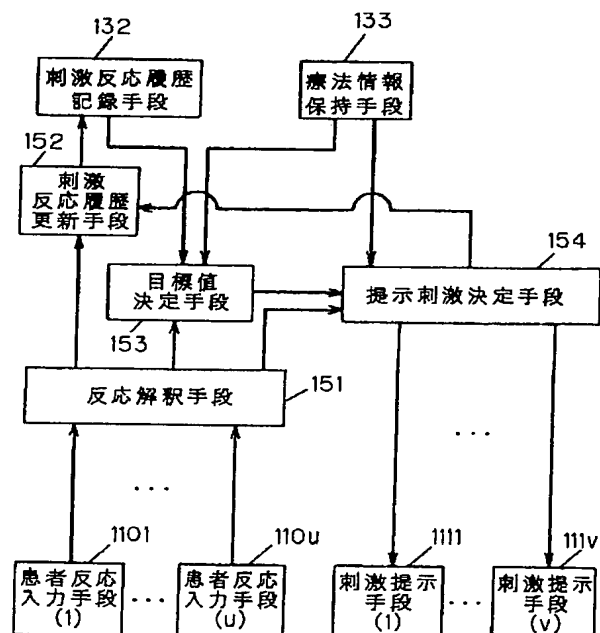 132
133
刺激反応履歴
記録手段
療法情報
保持手段
152
刺激
反応履歴
更新手段
154
目標値
決定手段
提示刺激決定手段
153
反応解釈手段
151
...
...
1101
110u
1111
111v
患者反応
入力手段
(1)
...
患者反応
入力手段
(u)
刺激提示
手段
(1)
...
刺激提示
手段
(v)